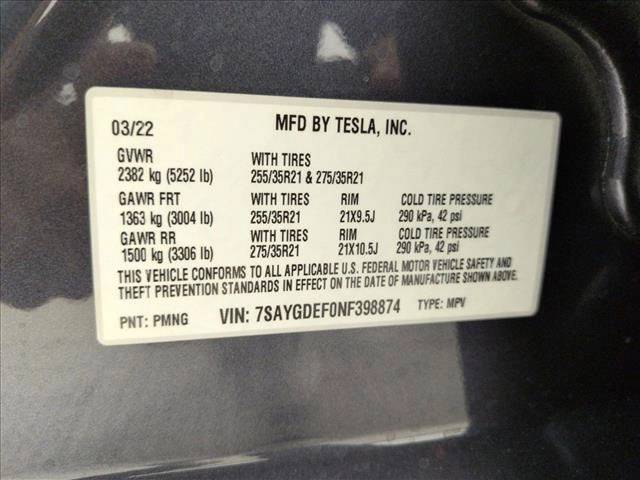 03/22 MFD BY TESLA, INC.
GVWR WITH TIRES
2382 kg (5252 lb) 255/35R21 & 275/35R21
GAWR FRT WITH TIRES RIM COLD TIRE PRESSURE
1363 kg (3004 lb) 255/35R21 21X9.5J 290 kPa, 42 psi
GAWR RR WITH TIRES RIM COLD TIRE PRESSURE
1500 kg (3306 lb) 275/35R21 21X10.5J 290 kPa, 42 psi
THIS VEHICLE CONFORMS TO ALL APPLICABLE U.S. FEDERAL MOTOR VEHICLE SAFETY AND
THEFT PREVENTION STANDARDS IN EFFECT ON THE DATE OF MANUFACTURE SHOWN ABOVE.
PNT: PMNG VIN: 7SAYGDEF0NF398874 TYPE: MPV